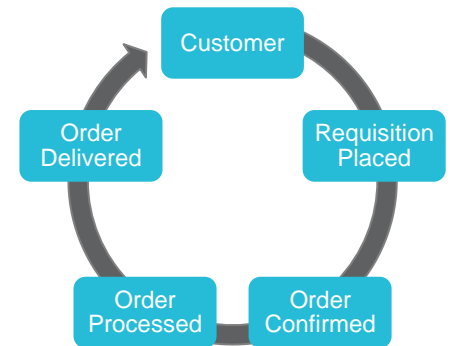 Customer
Requisition
Placed
Order
Confirmed
Order
Processed
Order
Delivered